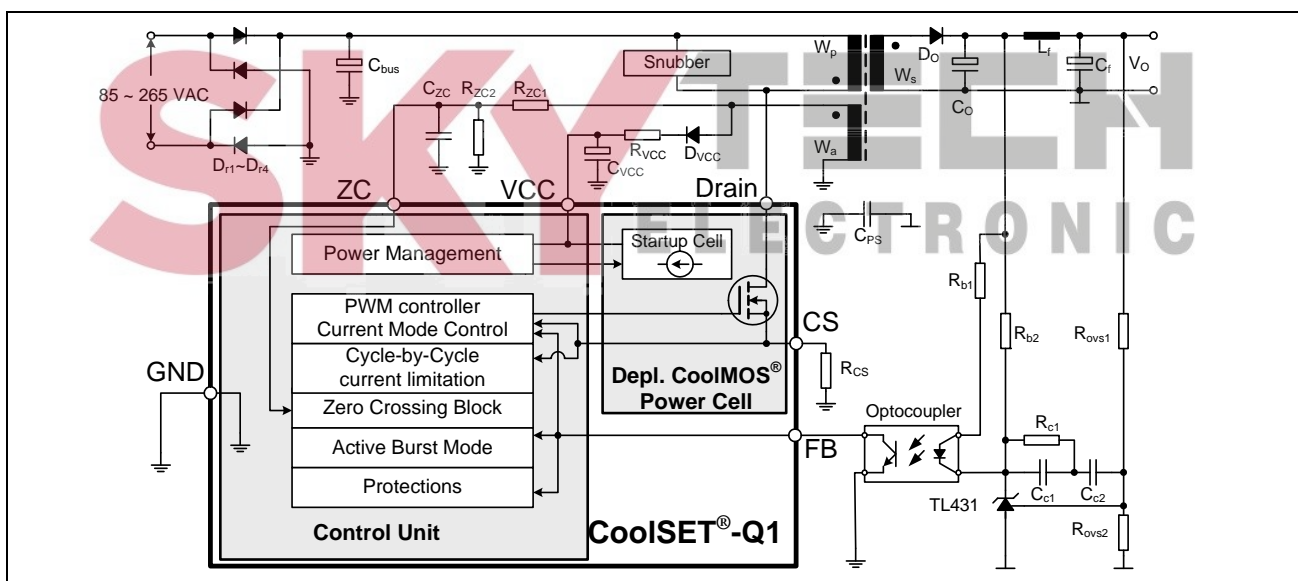 85 ~ 265 VAC
Dr1~Dr4
Cbus
Snubber
Wp
Ws
Wa
DO
CO
Lf
Cf
VO
CZC
RZC2
RZC1
RVCC
DVCC
CVCC
CPS
SKYTECH
ELECTRONIC
ZC
VCC
Drain
Power Management
Startup Cell
PWM controller
Current Mode Control
Cycle-by-Cycle
current limitation
Zero Crossing Block
Active Burst Mode
Protections
Control Unit
Depl. CoolMOS®
Power Cell
CoolSET®-Q1
GND
CS
RCS
FB
Optocoupler
Rb1
Rb2
Rovs1
Rc1
Cc1
Cc2
TL431
Rovs2